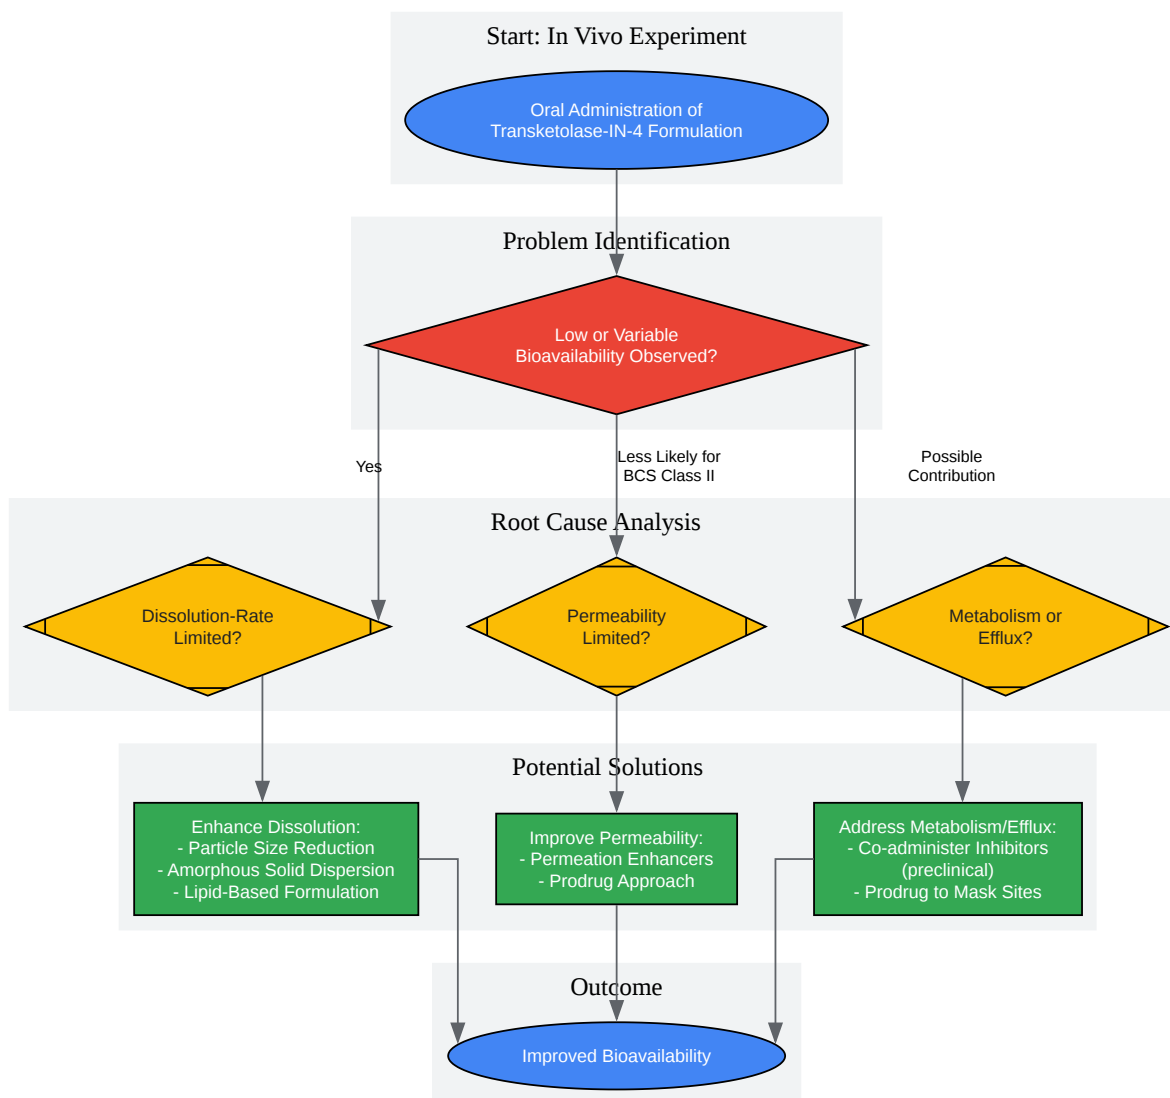 Start: In Vivo Experiment
Oral Administration of
Transketolase-IN-4 Formulation
Problem Identification
Low or Variable
Bioavailability Observed?
Yes
Less Likely for
BCS Class II
Possible
Contribution
Root Cause Analysis
Dissolution-Rate
Limited?
Permeability
Limited?
Metabolism or
Efflux?
Potential Solutions
Enhance Dissolution:
- Particle Size Reduction
- Amorphous Solid Dispersion
- Lipid-Based Formulation
Improve Permeability:
- Permeation Enhancers
- Prodrug Approach
Address Metabolism/Efflux:
- Co-administer Inhibitors
(preclinical)
- Prodrug to Mask Sites
Outcome
Improved Bioavailability